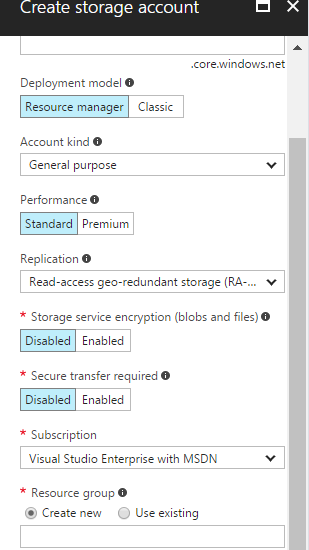 Create storage account
.core.windows.net
Deployment model
Resource manager Classic
Account kind
General purpose
Performance
Standard Premium
Replication
Read-access geo-redundant storage (RA-...
* Storage service encryption (blobs and files)
Disabled Enabled
* Secure transfer required
Disabled Enabled
* Subscription
Visual Studio Enterprise with MSDN
* Resource group
Create new Use existing